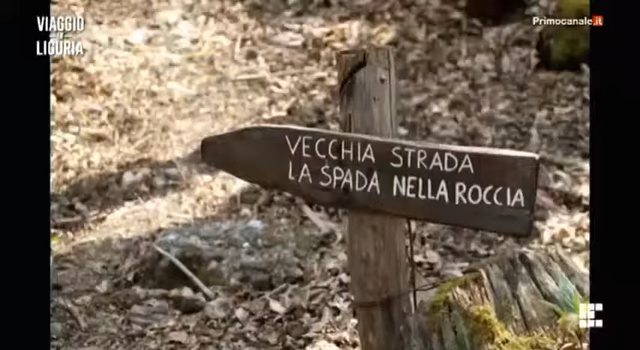 VIAGGIO
IN
LIGURIA
Primocanale.it
VECCHIA STRADA
LA SPADA NELLA ROCCIA